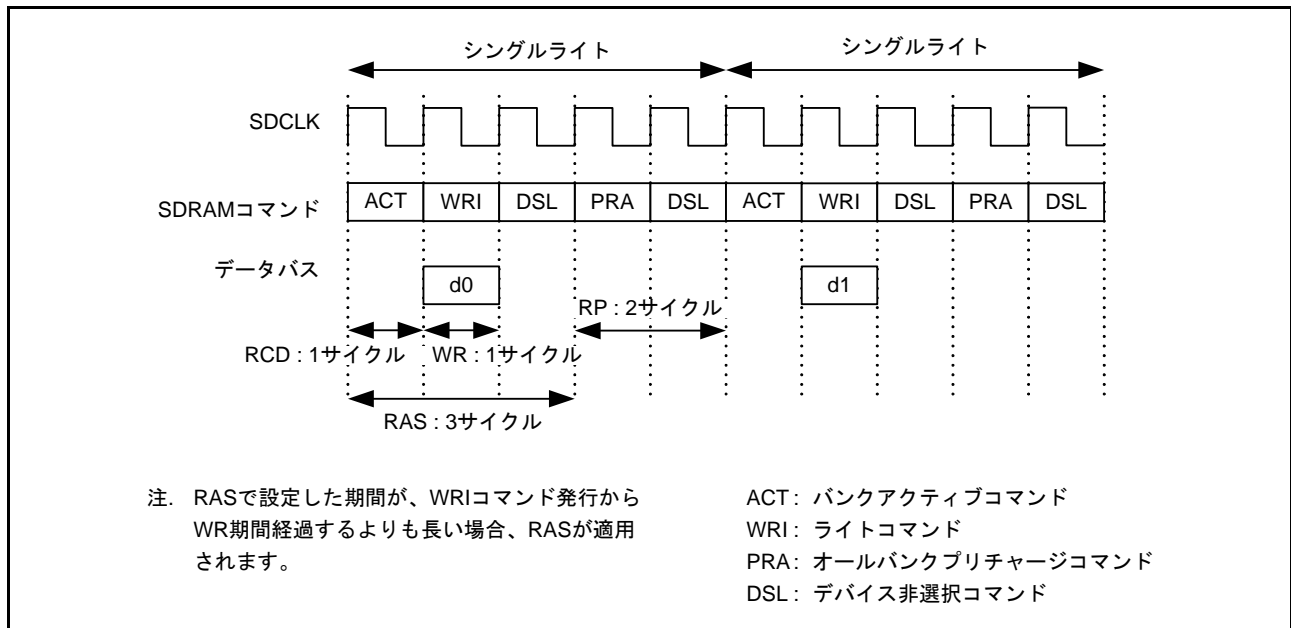 シングルライト シングルライト
SDCLK
SDRAMコマンド ACT WRI DSL PRA DSL ACT WRI DSL PRA DSL
データバス d0 d1
RP : 2サイクル
RCD : 1サイクル WR : 1サイクル
RAS : 3サイクル
注. RASで設定した期間が、WRIコマンド発行から
WR期間経過するよりも長い場合、RASが適用
されます。
ACT : バンクアクティブコマンド
WRI : ライトコマンド
PRA : オールバンクプリチャージコマンド
DSL : デバイス非選択コマンド